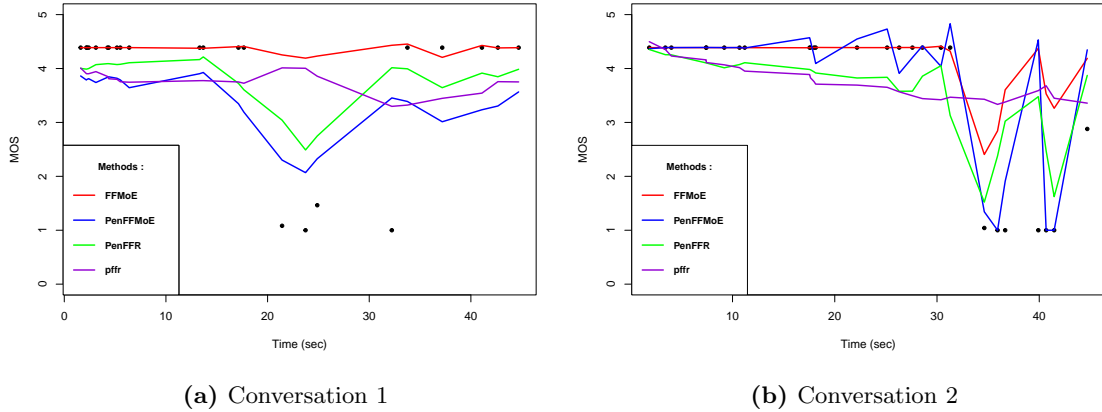 5
4
3
2
1
0
MOS
Methods :
FFMoE
PenFFMoE
PenFFR
pffr
0 10 20 30 40
Time (sec)
(a) Conversation 1
5
4
3
2
1
0
MOS
Methods :
FFMoE
PenFFMoE
PenFFR
pffr
10 20 30 40
Time (sec)
(b) Conversation 2